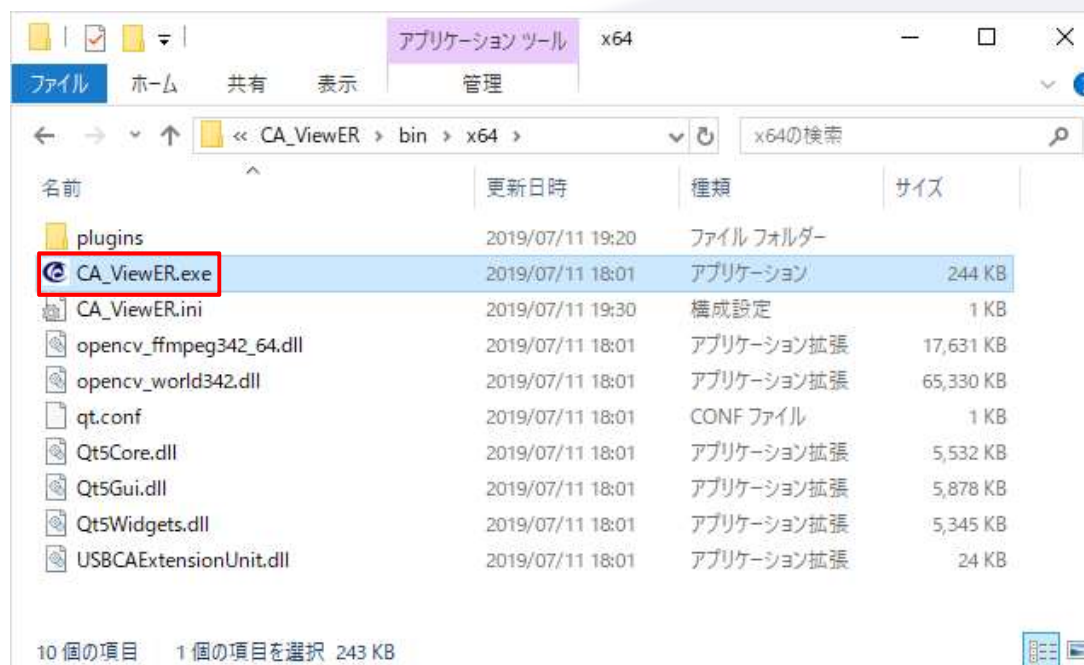 アプリケーション ツール x64
ファイル ホーム 共有 表示 管理
« CA_ViewER › bin › x64 › x64の検索
名前 更新日時 種類 サイズ
plugins 2019/07/11 19:20 ファイル フォルダー
CA_ViewER.exe 2019/07/11 18:01 アプリケーション 244 KB
CA_ViewER.ini 2019/07/11 19:30 構成設定 1 KB
opencv_ffmpeg342_64.dll 2019/07/11 18:01 アプリケーション拡張 17,631 KB
opencv_world342.dll 2019/07/11 18:01 アプリケーション拡張 65,330 KB
qt.conf 2019/07/11 18:01 CONF ファイル 1 KB
Qt5Core.dll 2019/07/11 18:01 アプリケーション拡張 5,532 KB
Qt5Gui.dll 2019/07/11 18:01 アプリケーション拡張 5,878 KB
Qt5Widgets.dll 2019/07/11 18:01 アプリケーション拡張 5,345 KB
USBCAExtensionUnit.dll 2019/07/11 18:01 アプリケーション拡張 24 KB
10 個の項目 1 個の項目を選択 243 KB